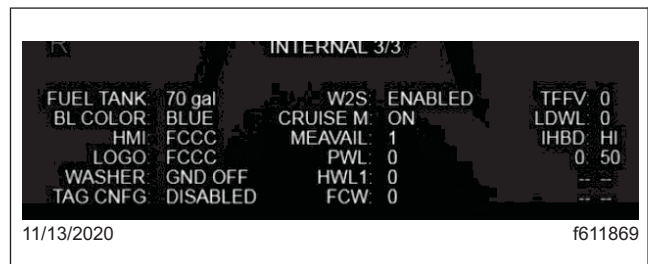 R INTERNAL 3/3
FUEL TANK: 70 gal W2S: ENABLED TFFV: 0
BL COLOR: BLUE CRUISE M: ON LDWL: 0
HMI: FCCC MEAVAIL: 1 IHBD: HI
LOGO: FCCC PWL: 0 0: 50
WASHER: GND OFF HWL1: 0 --: --
TAG CNFG: DISABLED FCW: 0 --: --
11/13/2020 f611869